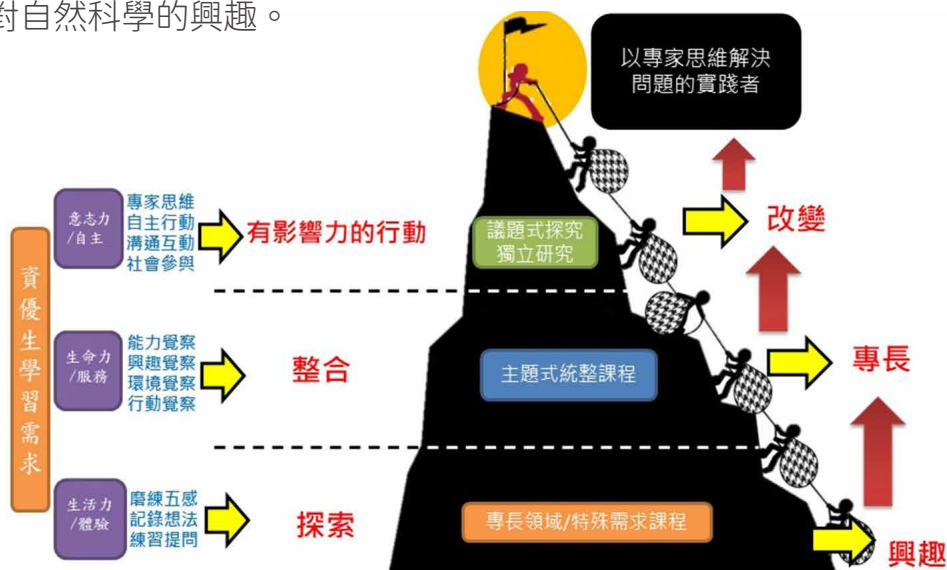 對自然科學的興趣。
以專家思維解決
問題的實踐者
資優生學習需求
意志力
/自主
專家思維
自主行動
溝通互動
社會參與
有影響力的行動
議題式探究
獨立研究
改變
生命力
/服務
能力覺察
興趣覺察
環境覺察
行動覺察
整合
主題式統整課程
專長
生活力
/體驗
磨練五感
記錄想法
練習提問
探索
專長領域/特殊需求課程
興趣